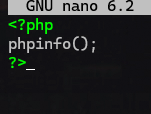 GNU nano 6.2
<?php
phpinfo();
?>